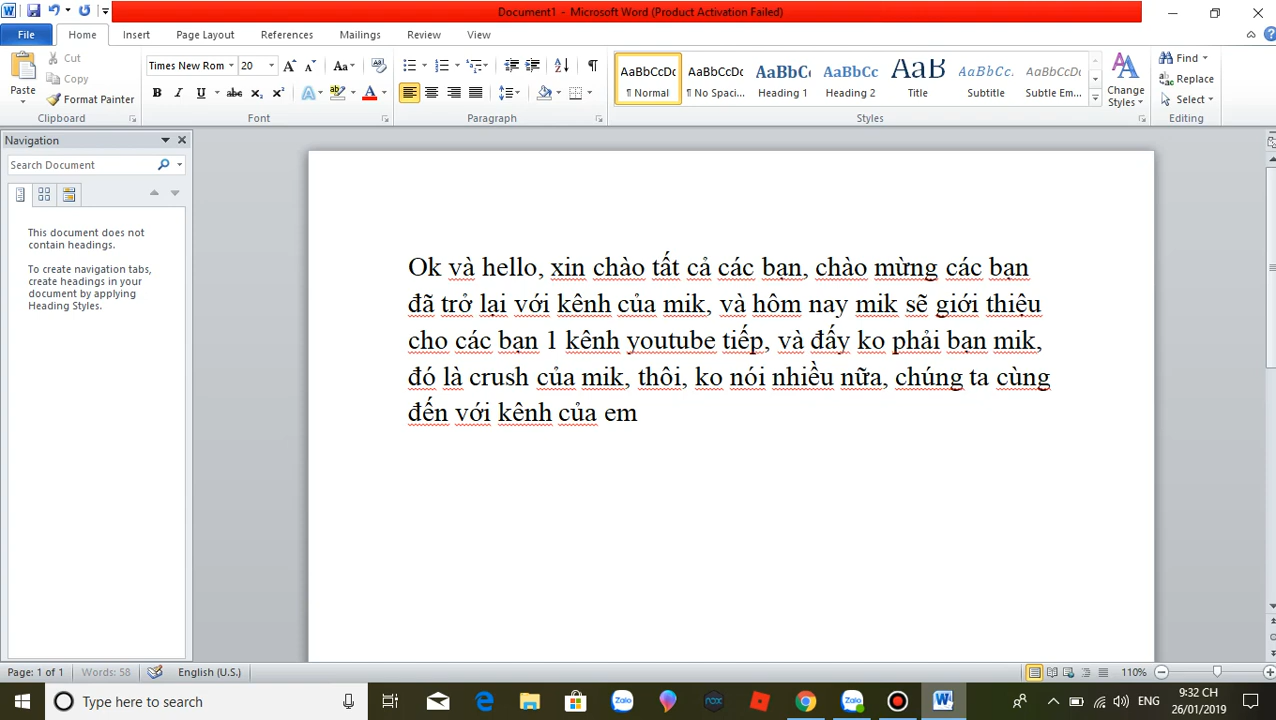 Document1 - Microsoft Word (Product Activation Failed)
File Home Insert Page Layout References Mailings Review View
Paste Cut Copy Format Painter
Clipboard
Times New Rom 20
Font
Paragraph
AaBbCcDc ¶ Normal
AaBbCcDc ¶ No Spaci...
AaBbCc Heading 1
AaBbCc Heading 2
AaB Title
AaBbCc. Subtitle
AaBbCcDc Subtle Em...
Change Styles
Styles
Find
Replace
Select
Editing
Navigation
Search Document
This document does not
contain headings.
To create navigation tabs,
create headings in your
document by applying
Heading Styles.
Ok và hello, xin chào tất cả các bạn, chào mừng các bạn
đã trở lại với kênh của mik, và hôm nay mik sẽ giới thiệu
cho các bạn 1 kênh youtube tiếp, và đấy ko phải bạn mik,
đó là crush của mik, thôi, ko nói nhiều nữa, chúng ta cùng
đến với kênh của em
Page: 1 of 1 Words: 58 English (U.S.) 110%
Type here to search
Zalo nox Zalo ENG
9:32 CH
26/01/2019